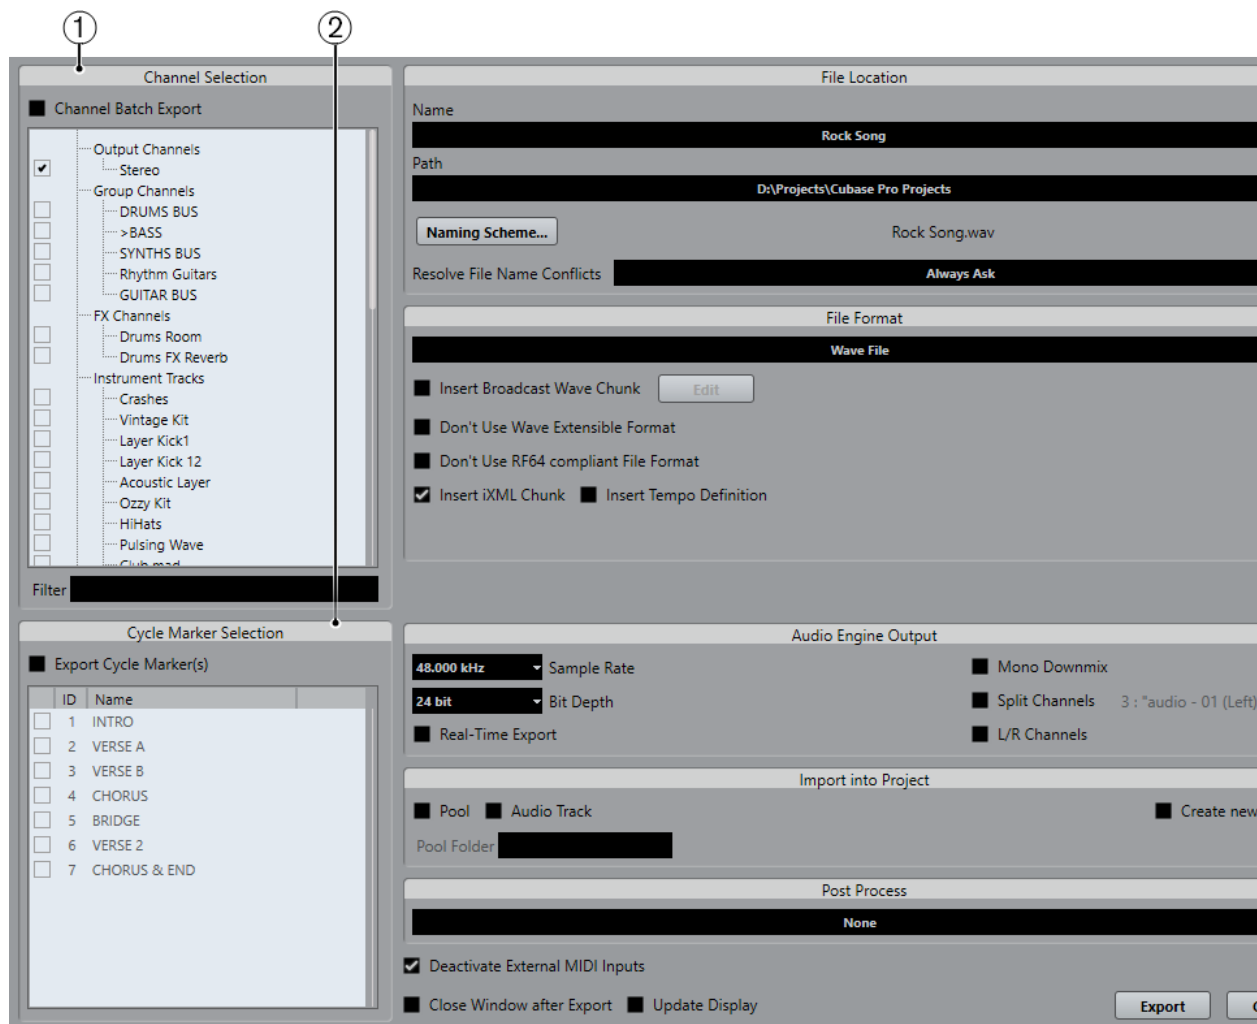 1
2
Channel Selection
Channel Batch Export
Output Channels
Stereo
Group Channels
DRUMS BUS
>BASS
SYNTHS BUS
Rhythm Guitars
GUITAR BUS
FX Channels
Drums Room
Drums FX Reverb
Instrument Tracks
Crashes
Vintage Kit
Layer Kick1
Layer Kick 12
Acoustic Layer
Ozzy Kit
HiHats
Pulsing Wave
Club mad
Filter
Cycle Marker Selection
Export Cycle Marker(s)
ID Name
1 INTRO
2 VERSE A
3 VERSE B
4 CHORUS
5 BRIDGE
6 VERSE 2
7 CHORUS & END
File Location
Name
Rock Song
Path
D:\Projects\Cubase Pro Projects
Naming Scheme... Rock Song.wav
Resolve File Name Conflicts Always Ask
File Format
Wave File
Insert Broadcast Wave Chunk Edit
Don't Use Wave Extensible Format
Don't Use RF64 compliant File Format
Insert iXML Chunk Insert Tempo Definition
Audio Engine Output
48.000 kHz Sample Rate Mono Downmix
24 bit Bit Depth Split Channels 3 : "audio - 01 (Left)
Real-Time Export L/R Channels
Import into Project
Pool Audio Track Create new
Pool Folder
Post Process
None
Deactivate External MIDI Inputs
Close Window after Export Update Display Export